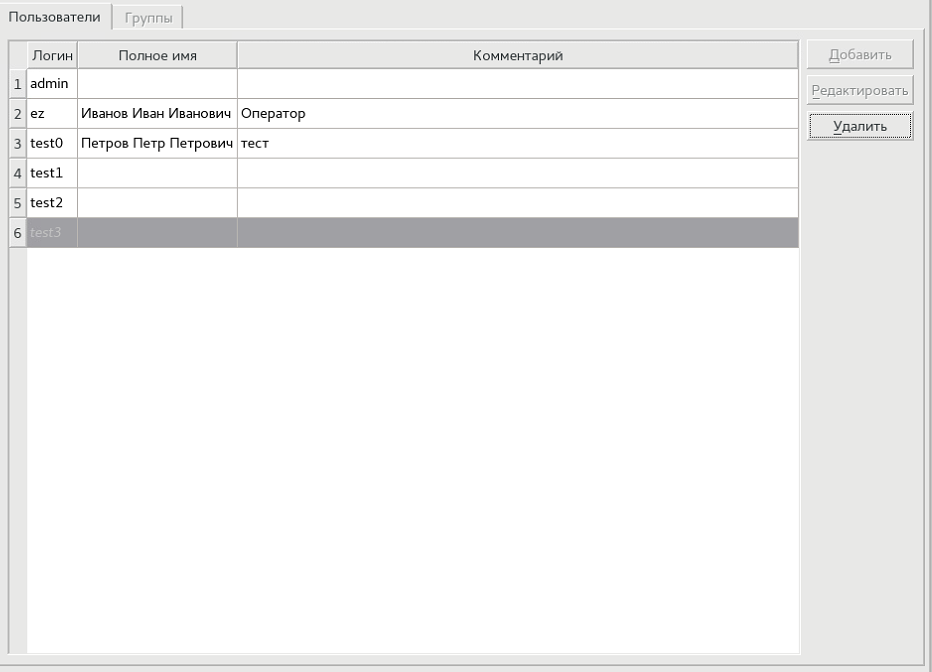 Пользователи Группы
Логин Полное имя Комментарий Добавить
1 admin
Редактировать
2 ez Иванов Иван Иванович Оператор
Удалить
3 test0 Петров Петр Петрович тест
4 test1
5 test2
6 test3